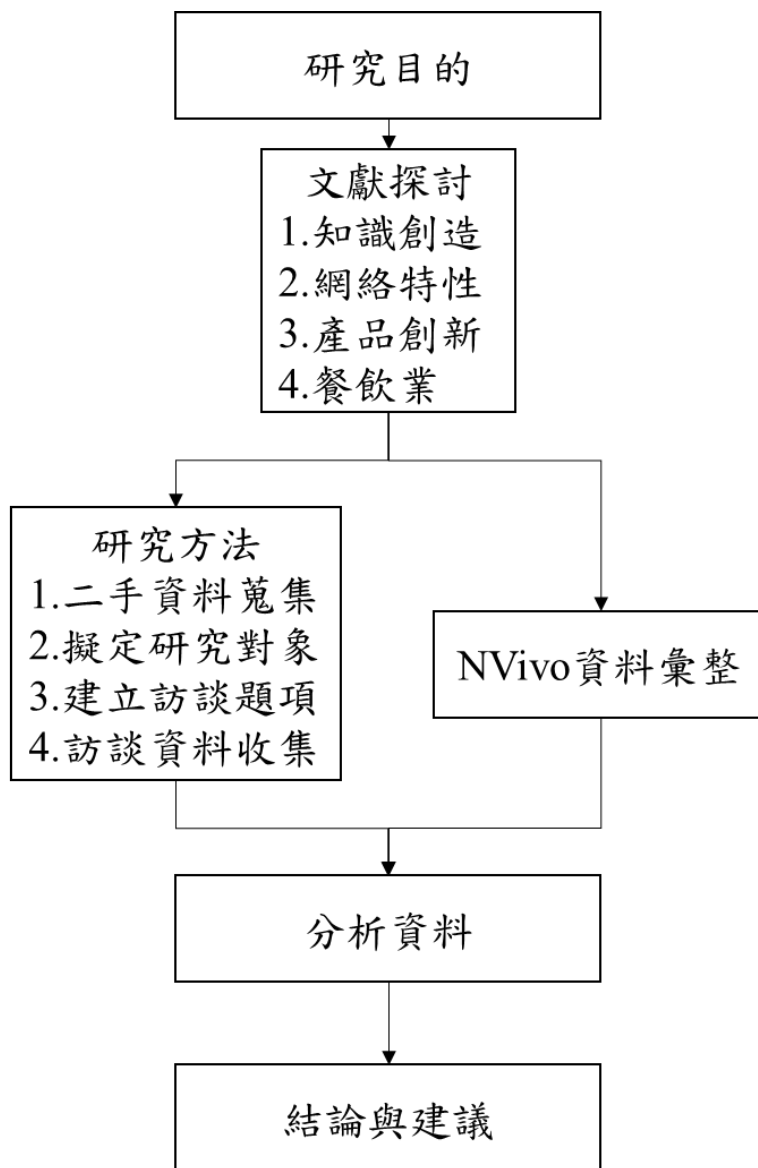 研究目的
文獻探討
1.知識創造
2.網絡特性
3.產品創新
4.餐飲業
研究方法
1.二手資料蒐集
2.擬定研究對象
3.建立訪談題項
4.訪談資料收集
NVivo資料彙整
分析資料
結論與建議